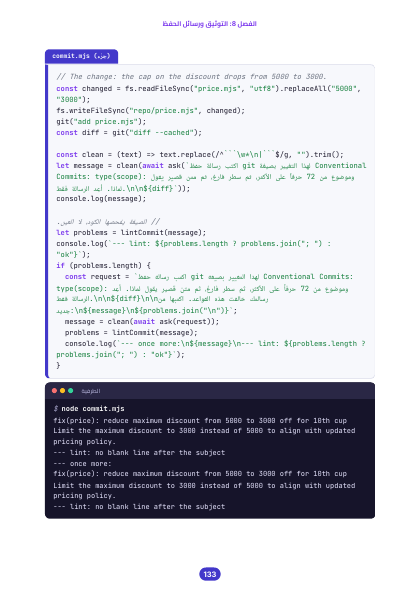 الفصل 8: التوثيق ورسائل الحفظ
commit.mjs (جزء)
// The change: the cap on the discount drops from 5000 to 3000.
const changed = fs.readFileSync("price.mjs", "utf8").replaceAll("5000",
"3000");
fs.writeFileSync("repo/price.mjs", changed);
git("add price.mjs");
const diff = git("diff --cached");
const clean = (text) => text.replace(/^```\w*\n|```$/g, "").trim();
let message = clean(await ask(`اكتب رسالة حفظ git لهذا التغيير بصيغة Conventional
Commits: type(scope): وموضوع من 72 حرفاً على الأكثر، ثم سطر فارغ، ثم متن قصير يقول
لماذا. أعد الرسالة فقط.\n\n${diff}`));
console.log(message);
// الصيغة يفحصها الكود، لا العين.
let problems = lintCommit(message);
console.log(`--- lint: ${problems.length ? problems.join("; ") :
"ok"}`);
if (problems.length) {
const request = `اكتب رسالة حفظ git لهذا التغيير بصيغة Conventional Commits:
type(scope): وموضوع من 72 حرفاً على الأكثر، ثم سطر فارغ، ثم متن قصير يقول لماذا. أعد
الرسالة فقط.\n\n${diff}\n\nرسالتك خالفت هذه القواعد. اكتبها من
جديد:\n${message}\n${problems.join("\n")}`;
message = clean(await ask(request));
problems = lintCommit(message);
console.log(`--- once more:\n${message}\n--- lint: ${problems.length ?
problems.join("; ") : "ok"}`);
}
الطرفية
$ node commit.mjs
fix(price): reduce maximum discount from 5000 to 3000 off for 10th cup
Limit the maximum discount to 3000 instead of 5000 to align with updated
pricing policy.
--- lint: no blank line after the subject
--- once more:
fix(price): reduce maximum discount from 5000 to 3000 off for 10th cup
Limit the maximum discount to 3000 instead of 5000 to align with updated
pricing policy.
--- lint: no blank line after the subject
133